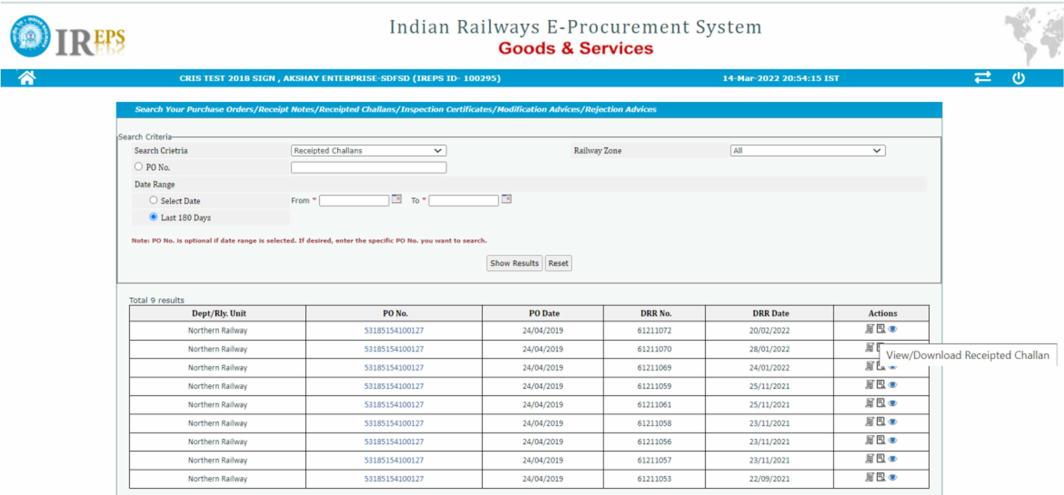 IREPS
Indian Railways E-Procurement System
Goods & Services
CRIS TEST 2018 SIGN , AKSHAY ENTERPRISE-SDFSD (IREPS ID- 100295) 14-Mar-2022 20:54:15 IST
Search Your Purchase Orders/Receipt Notes/Receipted Challans/Inspection Certificates/Modification Advices/Rejection Advices
Search Criteria
Search Crietria Receipted Challans Railway Zone All
PO No.
Date Range
Select Date From * To *
Last 180 Days
Note: PO No. is optional if date range is selected. If desired, enter the specific PO No. you want to search.
Show Results Reset
Total 9 results
Dept/Rly. Unit PO No. PO Date DRR No. DRR Date Actions
Northern Railway 53185154100127 24/04/2019 61211072 20/02/2022
Northern Railway 53185154100127 24/04/2019 61211070 28/01/2022
View/Download Receipted Challan
Northern Railway 53185154100127 24/04/2019 61211069 24/01/2022
Northern Railway 53185154100127 24/04/2019 61211059 25/11/2021
Northern Railway 53185154100127 24/04/2019 61211061 25/11/2021
Northern Railway 53185154100127 24/04/2019 61211058 23/11/2021
Northern Railway 53185154100127 24/04/2019 61211056 23/11/2021
Northern Railway 53185154100127 24/04/2019 61211057 23/11/2021
Northern Railway 53185154100127 24/04/2019 61211053 22/09/2021